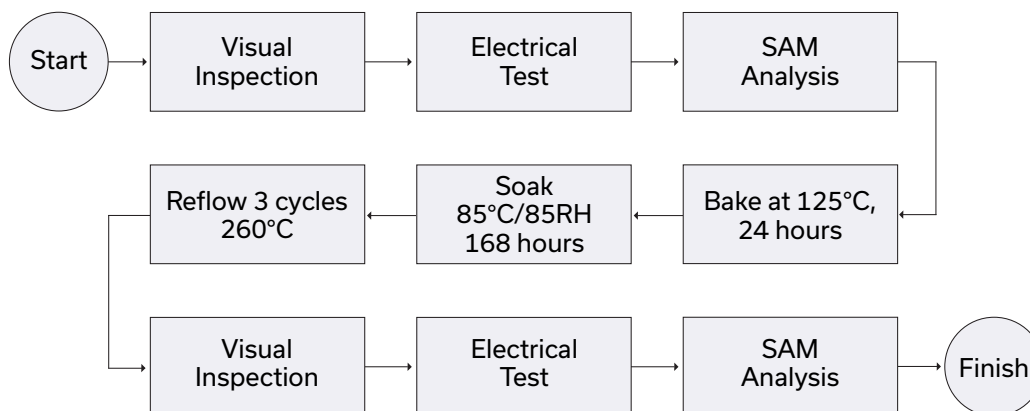 Start
Visual
Inspection
Electrical
Test
SAM
Analysis
Bake at 125°C,
24 hours
Soak
85°C/85RH
168 hours
Reflow 3 cycles
260°C
Visual
Inspection
Electrical
Test
SAM
Analysis
Finish